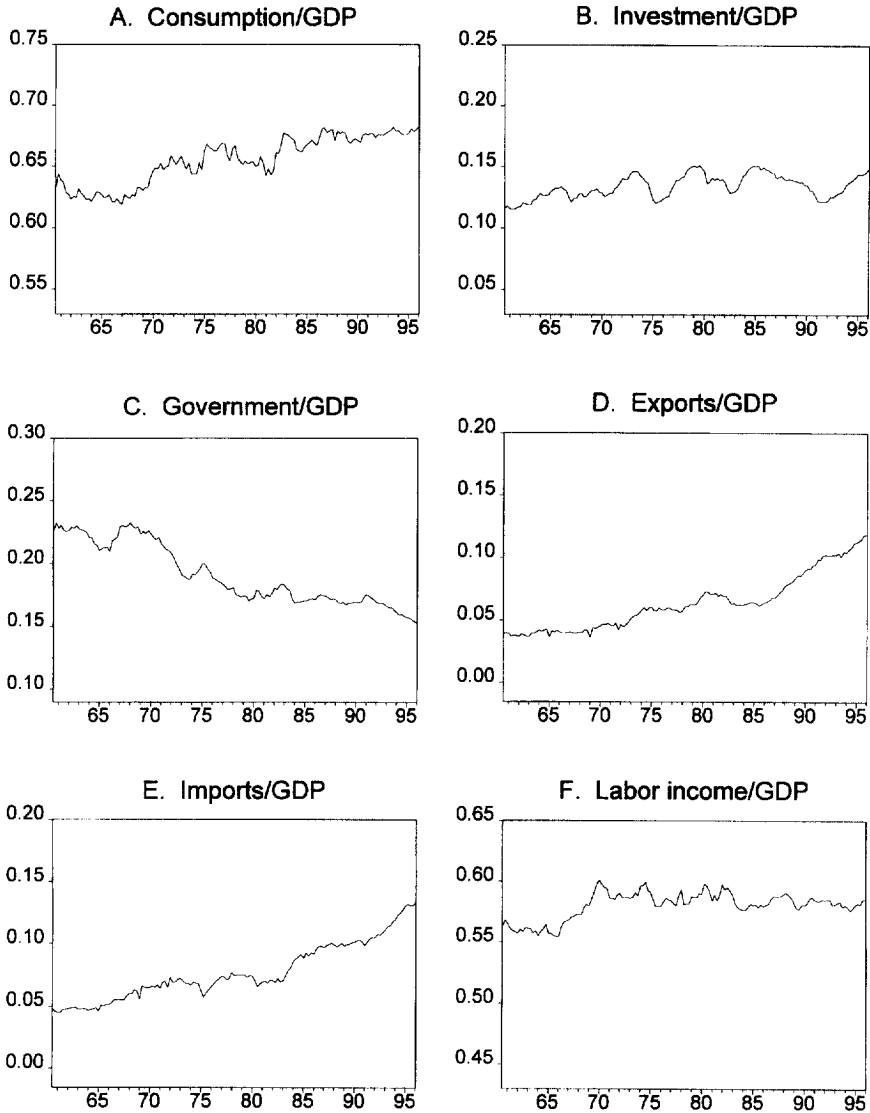 A. Consumption/GDP
0.75
0.70
0.65
0.60
0.55
65 70 75 80 85 90 95
B. Investment/GDP
0.25
0.20
0.15
0.10
0.05
65 70 75 80 85 90 95
C. Government/GDP
0.30
0.25
0.20
0.15
0.10
65 70 75 80 85 90 95
D. Exports/GDP
0.20
0.15
0.10
0.05
0.00
65 70 75 80 85 90 95
E. Imports/GDP
0.20
0.15
0.10
0.05
0.00
65 70 75 80 85 90 95
F. Labor income/GDP
0.65
0.60
0.55
0.50
0.45
65 70 75 80 85 90 95